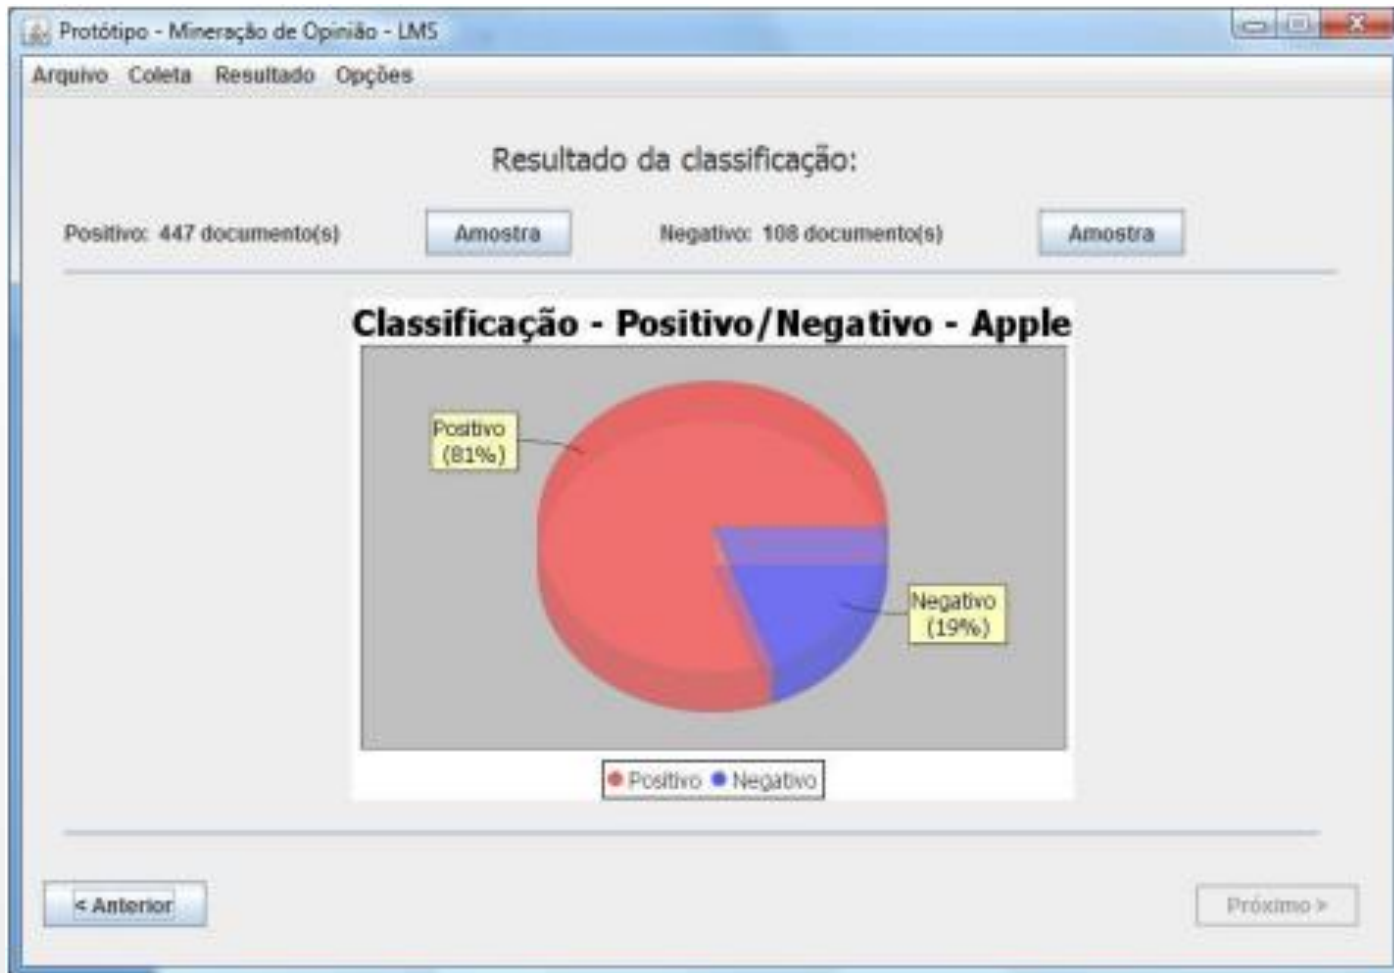 Protótipo - Mineração de Opinião - LMS
Arquivo Coleta Resultado Opções
Resultado da classificação:
Positivo: 447 documento(s) Amostra Negativo: 108 documento(s) Amostra
Classificação - Positivo/Negativo - Apple
Positivo
(81%)
Negativo
(19%)
Positivo Negativo
< Anterior Próximo >